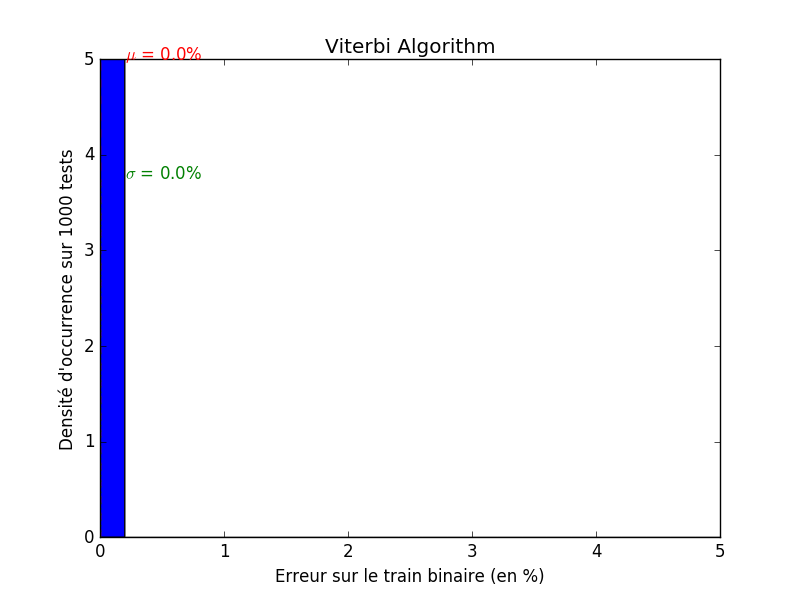 Viterbi Algorithm
μ = 0.0%
σ = 0.0%
5
4
3
2
1
0
Densité d'occurrence sur 1000 tests
0 1 2 3 4 5
Erreur sur le train binaire (en %)